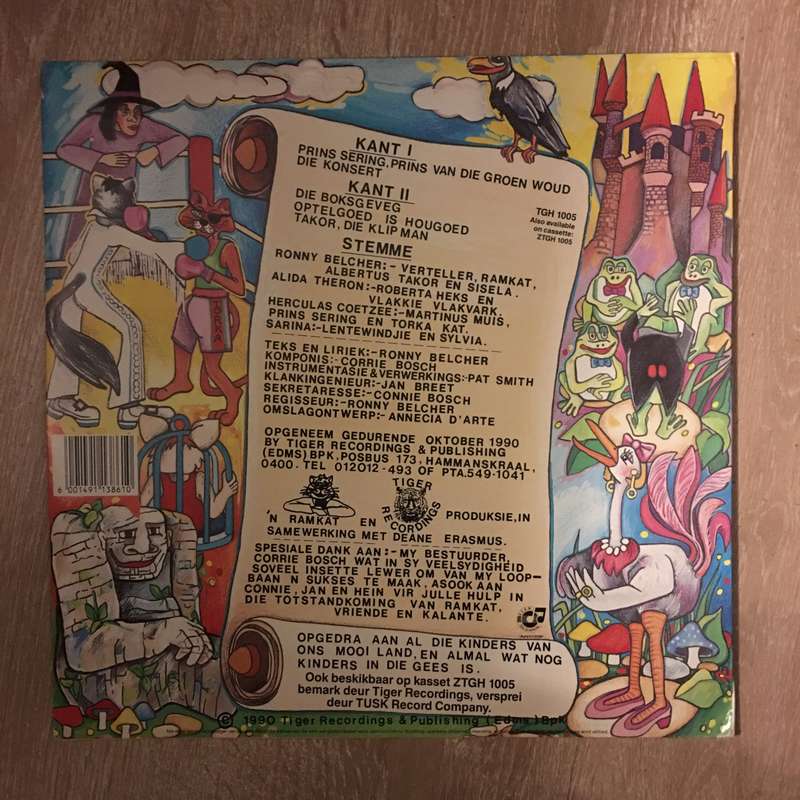 KANT I
PRINS SERING, PRINS VAN DIE GROEN WOUD
DIE KONSERT
KANT II
DIE BOKSGEVEG
OPTELGOED IS HOUGOED
TAKOR, DIE KLIPMAN
TGH 1005
Also available
on cassette:
ZTGH 1005
STEMME
RONNY BELCHER:- VERTELLER, RAMKAT,
ALBERTUS TAKOR EN SISELA.
ALIDA THERON:-ROBERTA HEKS EN
VLAKKIE VLAKVARK.
HERCULAS COETZEE:-MARTINUS MUIS,
PRINS SERING EN TORKA KAT.
SARINA:-LENTEWINDJIE EN SYLVIA.
TEKS EN LIRIEK:-RONNY BELCHER
KOMPONIS:-CORRIE BOSCH
INSTRUMENTASIE & VERWERKINGS:-PAT SMITH
KLANKINGENIEUR:-JAN BREET
SEKRETARESSE:-CONNIE BOSCH
REGISSEUR:-RONNY BELCHER
OMSLAGONTWERP:-ANNECIA D'ARTE
OPGENEEM GEDURENDE OKTOBER 1990
BY TIGER RECORDINGS & PUBLISHING
(EDMS) BPK, POSBUS 173, HAMMANSKRAAL,
0400. TEL 012012-493 OF PTA.549-1041
'N RAMKAT EN TIGER RECORDINGS PRODUKSIE, IN
SAMEWERKING MET DEANE ERASMUS.
SPESIALE DANK AAN:-MY BESTUURDER,
CORRIE BOSCH WAT IN SY VEELSYDIGHEID
SOVEEL INSETTE LEWER OM VAN MY LOOP-
BAAN N SUKSES TE MAAK, ASOOK AAN
CONNIE, JAN EN HEIN VIR JULLE HULP IN
DIE TOTSTANDKOMING VAN RAMKAT,
VRIENDE EN KALANTE.
OPGEDRA AAN AL DIE KINDERS VAN
ONS MOOI LAND, EN ALMAL WAT NOG
KINDERS IN DIE GEES IS.
Ook beskikbaar op kasset ZTGH 1005
bemark deur Tiger Recordings, versprei
deur TUSK Record Company.
© 1990 Tiger Recordings & Publishing (Edms) Bpk
TORKA
6 001491 138610